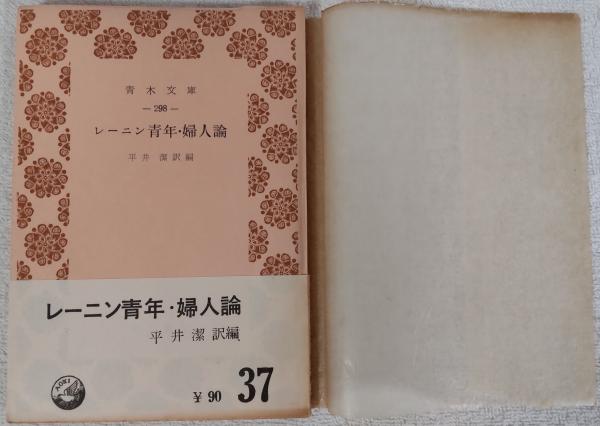 青木文庫
— 298 —
レーニン青年・婦人論
平井 潔訳編
レーニン青年・婦人論
平井 潔 訳編
AOKI
¥ 90 37